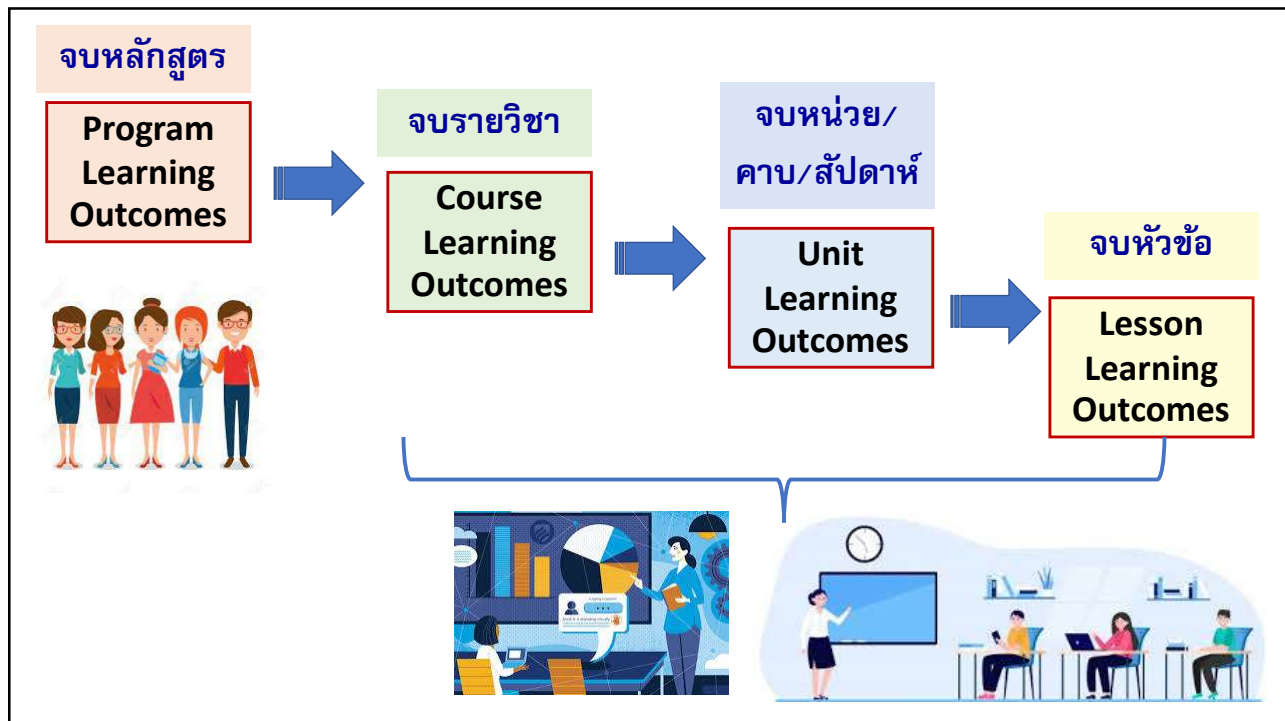 จบหลักสูตร
Program
Learning
Outcomes
จบรายวิชา
Course
Learning
Outcomes
จบหน่วย/
คาบ/สัปดาห์
Unit
Learning
Outcomes
จบหัวข้อ
Lesson
Learning
Outcomes